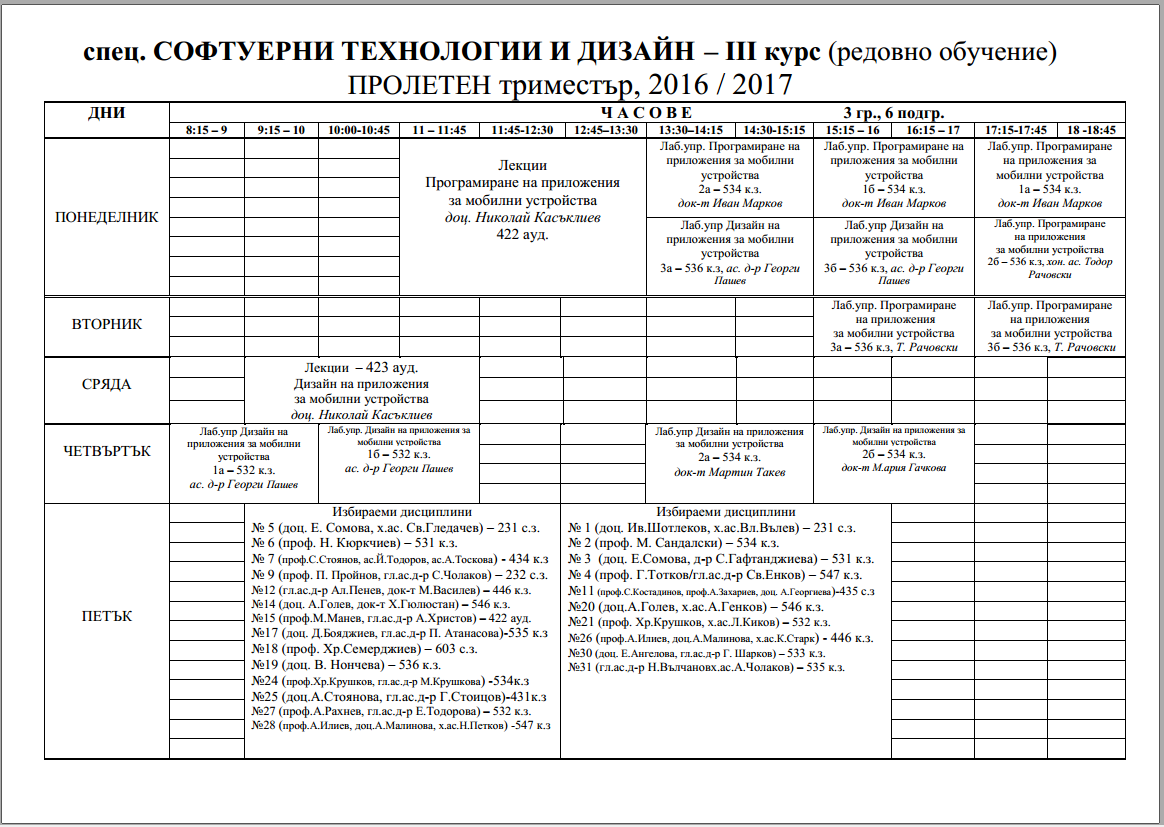 спец. СОФТУЕРНИ ТЕХНОЛОГИИ И ДИЗАЙН – III курс (редовно обучение)
ПРОЛЕТЕН триместър, 2016 / 2017
ДНИ
Ч А С О В Е 3 гр., 6 подгр.
8:15 – 9 9:15 – 10 10:00-10:45 11 – 11:45 11:45-12:30 12:45–13:30 13:30–14:15 14:30-15:15 15:15 – 16 16:15 – 17 17:15-17:45 18 -18:45
ПОНЕДЕЛНИК
Лекции
Програмиране на приложения
за мобилни устройства
доц. Николай Касъклиев
422 ауд.
Лаб.упр. Програмиране на
приложения за мобилни
устройства
2а – 534 к.з.
док-т Иван Марков
Лаб.упр. Програмиране на
приложения за мобилни
устройства
1б – 534 к.з.
док-т Иван Марков
Лаб.упр. Програмиране
на приложения за
мобилни устройства
1а – 534 к.з.
док-т Иван Марков
Лаб.упр Дизайн на
приложения за мобилни
устройства
3а – 536 к.з, ас. д-р Георги
Пашев
Лаб.упр Дизайн на
приложения за мобилни
устройства
3б – 536 к.з, ас. д-р Георги
Пашев
Лаб.упр. Програмиране
на приложения
за мобилни устройства
2б – 536 к.з, хон. ас. Тодор
Рачовски
ВТОРНИК
Лаб.упр. Програмиране
на приложения
за мобилни устройства
3а – 536 к.з, Т. Рачовски
Лаб.упр. Програмиране
на приложения
за мобилни устройства
3б – 536 к.з, Т. Рачовски
СРЯДА
Лекции – 423 ауд.
Дизайн на приложения
за мобилни устройства
доц. Николай Касъклиев
ЧЕТВЪРТЪК
Лаб.упр Дизайн на
приложения за мобилни
устройства
1а – 532 к.з.
ас. д-р Георги Пашев
Лаб.упр. Дизайн на приложения за
мобилни устройства
1б – 532 к.з.
ас. д-р Георги Пашев
Лаб.упр Дизайн на приложения
за мобилни устройства
2а – 534 к.з.
док-т Мартин Такев
Лаб.упр. Дизайн на приложения за
мобилни устройства
2б – 534 к.з.
док-т М.ария Гачкова
ПЕТЪК
Избираеми дисциплини
№ 5 (доц. Е. Сомова, х.ас. Св.Гледачев) – 231 с.з.
№ 6 (проф. Н. Кюркчиев) – 531 к.з.
№ 7 (проф.С.Стоянов, ас.Й.Тодоров, ас.А.Тоскова) - 434 к.з
№ 9 (проф. П. Пройнов, гл.ас.д-р С.Чолаков) – 232 с.з.
№12 (гл.ас.д-р Ал.Пенев, док-т М.Василев) – 446 к.з.
№14 (доц. А.Голев, док-т Х.Гюлюстан) – 546 к.з.
№15 (проф.М.Манев, гл.ас.д-р А.Христов) – 422 ауд.
№17 (доц. Д.Бояджиев, гл.ас.д-р П. Атанасова)-535 к.з
№18 (проф. Хр.Семерджиев) – 603 с.з.
№19 (доц. В. Нончева) – 536 к.з.
№24 (проф.Хр.Крушков, гл.ас.д-р М.Крушкова) -534к.з
№25 (доц.А.Стоянова, гл.ас.д-р Г.Стоицов)-431к.з
№27 (проф.А.Рахнев, гл.ас.д-р Е.Тодорова) – 532 к.з.
№28 (проф.А.Илиев, доц.А.Малинова, х.ас.Н.Петков) -547 к.з
Избираеми дисциплини
№ 1 (доц. Ив.Шотлеков, х.ас.Вл.Вълев) – 231 с.з.
№ 2 (проф. М. Сандалски) – 534 к.з.
№ 3 (доц. Е.Сомова, д-р С.Гафтанджиева) – 531 к.з.
№ 4 (проф. Г.Тотков/гл.ас.д-р Св.Енков) – 547 к.з.
№11 (проф.С.Костадинов, проф.А.Захариев, доц. А.Георгиева)-435 с.з
№20 (доц.А.Голев, х.ас.А.Генков) – 546 к.з.
№21 (проф. Хр.Крушков, х.ас.Л.Киков) – 532 к.з.
№26 (проф.А.Илиев, доц.А.Малинова, х.ас.К.Старк) - 446 к.з.
№30 (доц. Е.Ангелова, гл.ас.д-р Г. Шарков) – 533 к.з.
№31 (гл.ас.д-р Н.Вълчановх.ас.А.Чолаков) – 535 к.з.